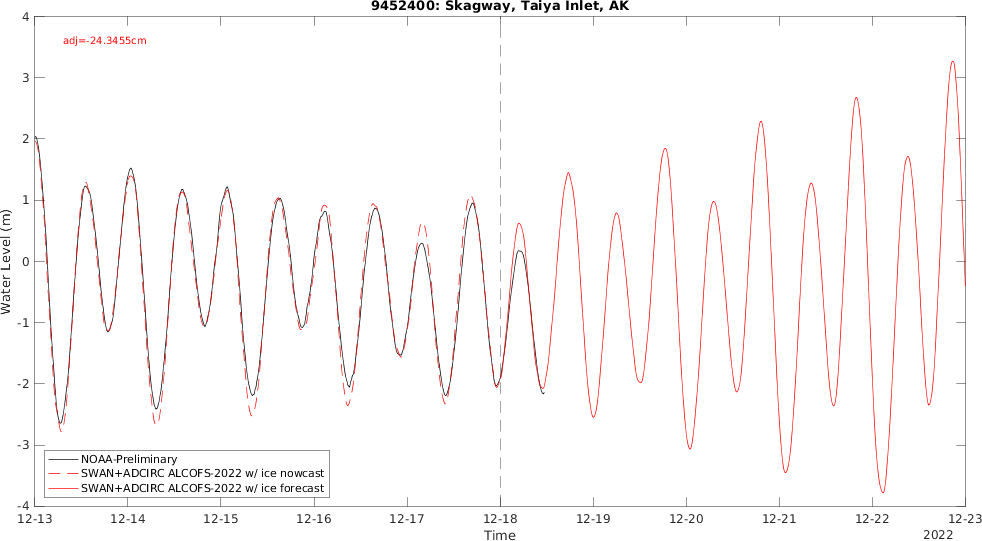 9452400: Skagway, Taiya Inlet, AK
adj=-24.3455cm
4
3
2
1
0
-1
-2
-3
-4
Water Level (m)
NOAA-Preliminary
SWAN+ADCIRC ALCOFS-2022 w/ ice nowcast
SWAN+ADCIRC ALCOFS-2022 w/ ice forecast
12-13 12-14 12-15 12-16 12-17 12-18 12-19 12-20 12-21 12-22 12-23
Time
2022